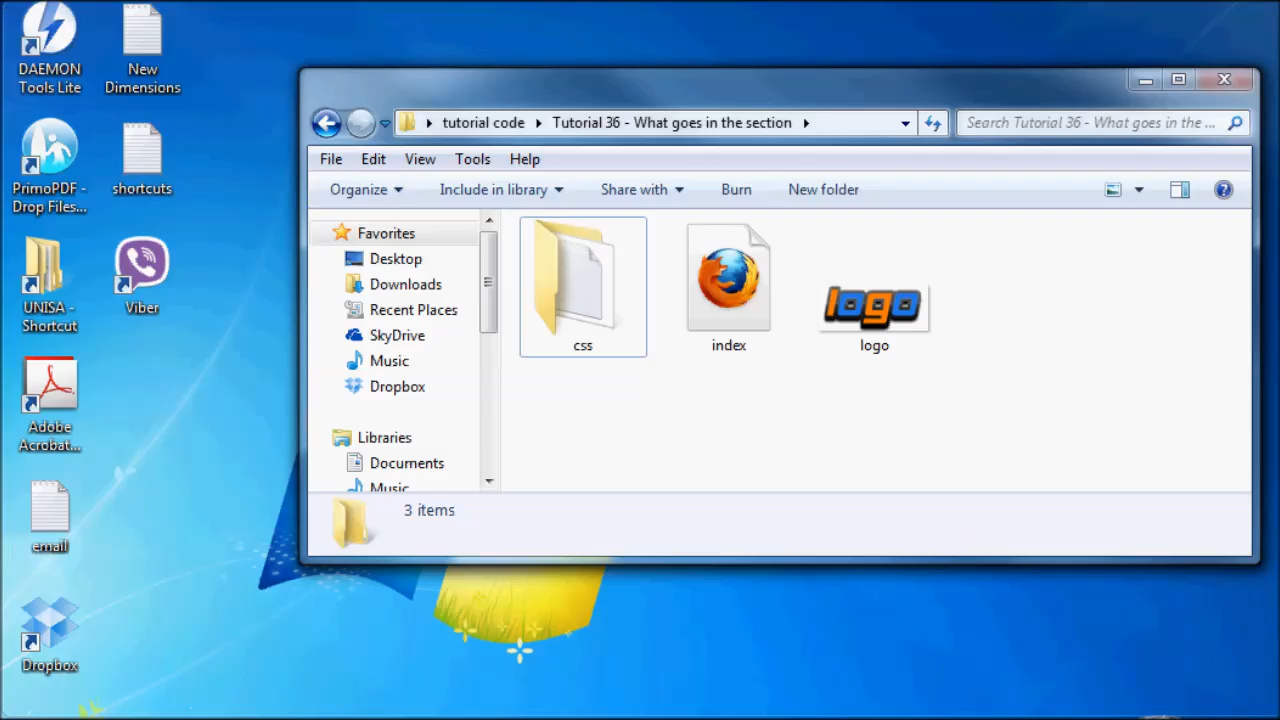 DAEMON
Tools Lite
New
Dimensions
PrimoPDF -
Drop Files...
shortcuts
UNISA -
Shortcut
Viber
Adobe
Acrobat...
email
Dropbox
tutorial code
Tutorial 36 - What goes in the section
Search Tutorial 36 - What goes in the ...
File Edit View Tools Help
Organize Include in library Share with Burn New folder
Favorites
Desktop
Downloads
Recent Places
SkyDrive
Music
Dropbox
Libraries
Documents
Music
css
index
logo
logo
3 items